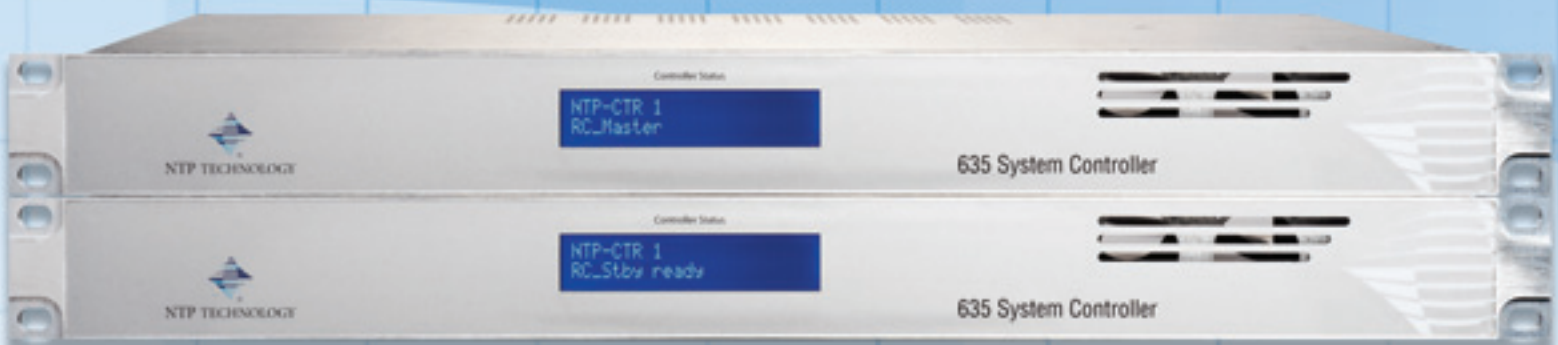 Controller Status
NTP-CTR 1
RC_Master
NTP TECHNOLOGY
635 System Controller
Controller Status
NTP-CTR 1
RC_Stby ready
NTP TECHNOLOGY
635 System Controller